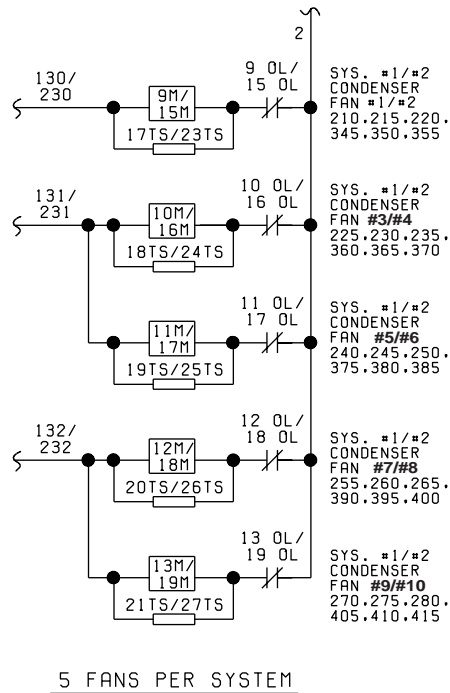 2
130/
230
9M/
15M
17TS/23TS
9 OL/
15 OL
SYS. #1/#2
CONDENSER
FAN #1/#2
210.215.220.
345.350.355
131/
231
10M/
16M
18TS/24TS
10 OL/
16 OL
SYS. #1/#2
CONDENSER
FAN #3/#4
225.230.235.
360.365.370
11M/
17M
19TS/25TS
11 OL/
17 OL
SYS. #1/#2
CONDENSER
FAN #5/#6
240.245.250.
375.380.385
132/
232
12M/
18M
20TS/26TS
12 OL/
18 OL
SYS. #1/#2
CONDENSER
FAN #7/#8
255.260.265.
390.395.400
13M/
19M
21TS/27TS
13 OL/
19 OL
SYS. #1/#2
CONDENSER
FAN #9/#10
270.275.280.
405.410.415
5 FANS PER SYSTEM